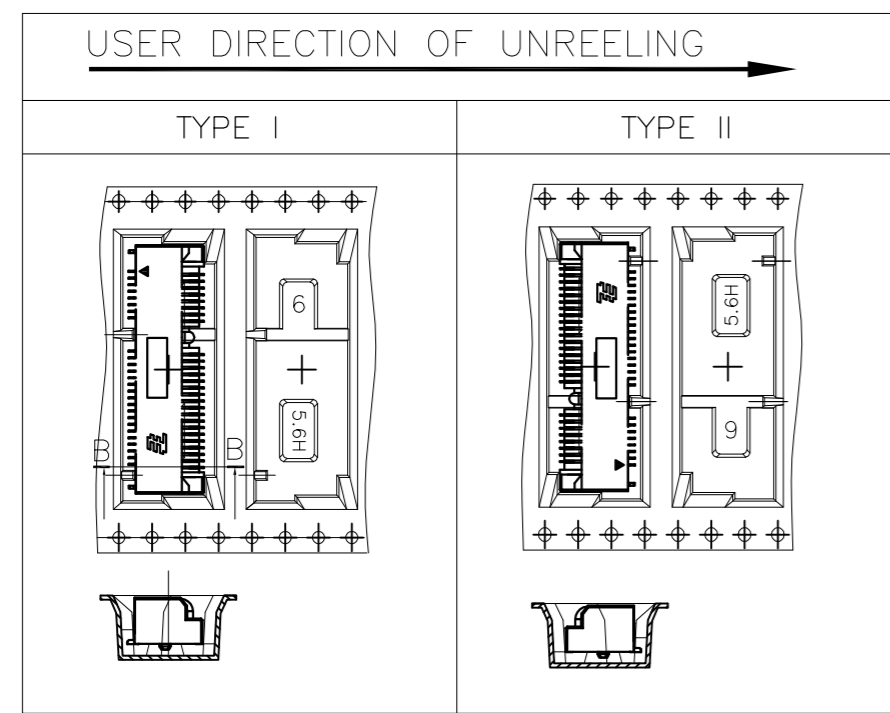 USER DIRECTION OF UNREELING
TYPE I
TYPE II
6
5.6H
B B
5.6H
9